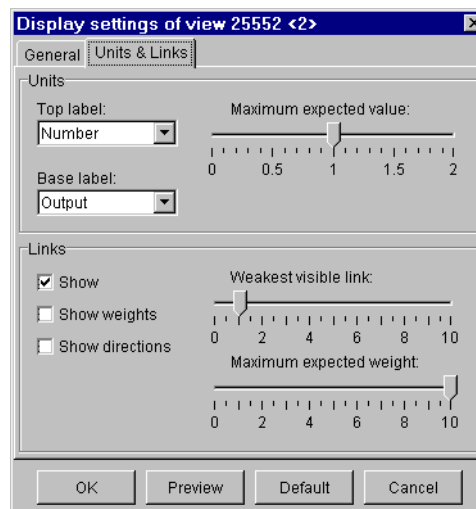 Display settings of view 25552 <2>
General Units & Links
Units
Top label:
Number
Maximum expected value:
0 0.5 1 1.5 2
Base label:
Output
Links
Show
Show weights
Show directions
Weakest visible link:
0 2 4 6 8 10
Maximum expected weight:
0 2 4 6 8 10
OK Preview Default Cancel